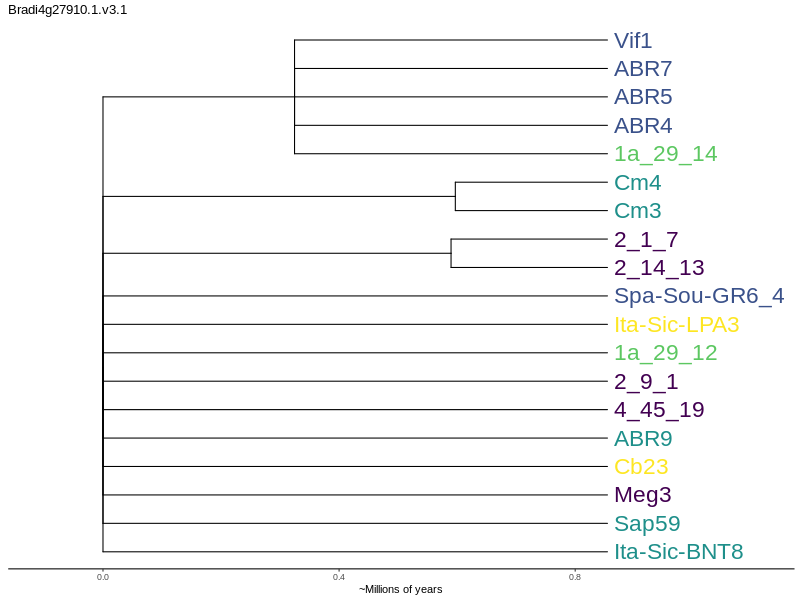 Bradi4g27910.1.v3.1
Vif1
ABR7
ABR5
ABR4
1a_29_14
Cm4
Cm3
2_1_7
2_14_13
Spa-Sou-GR6_4
Ita-Sic-LPA3
1a_29_12
2_9_1
4_45_19
ABR9
Cb23
Meg3
Sap59
Ita-Sic-BNT8
0.0 0.4 0.8
~Millions of years